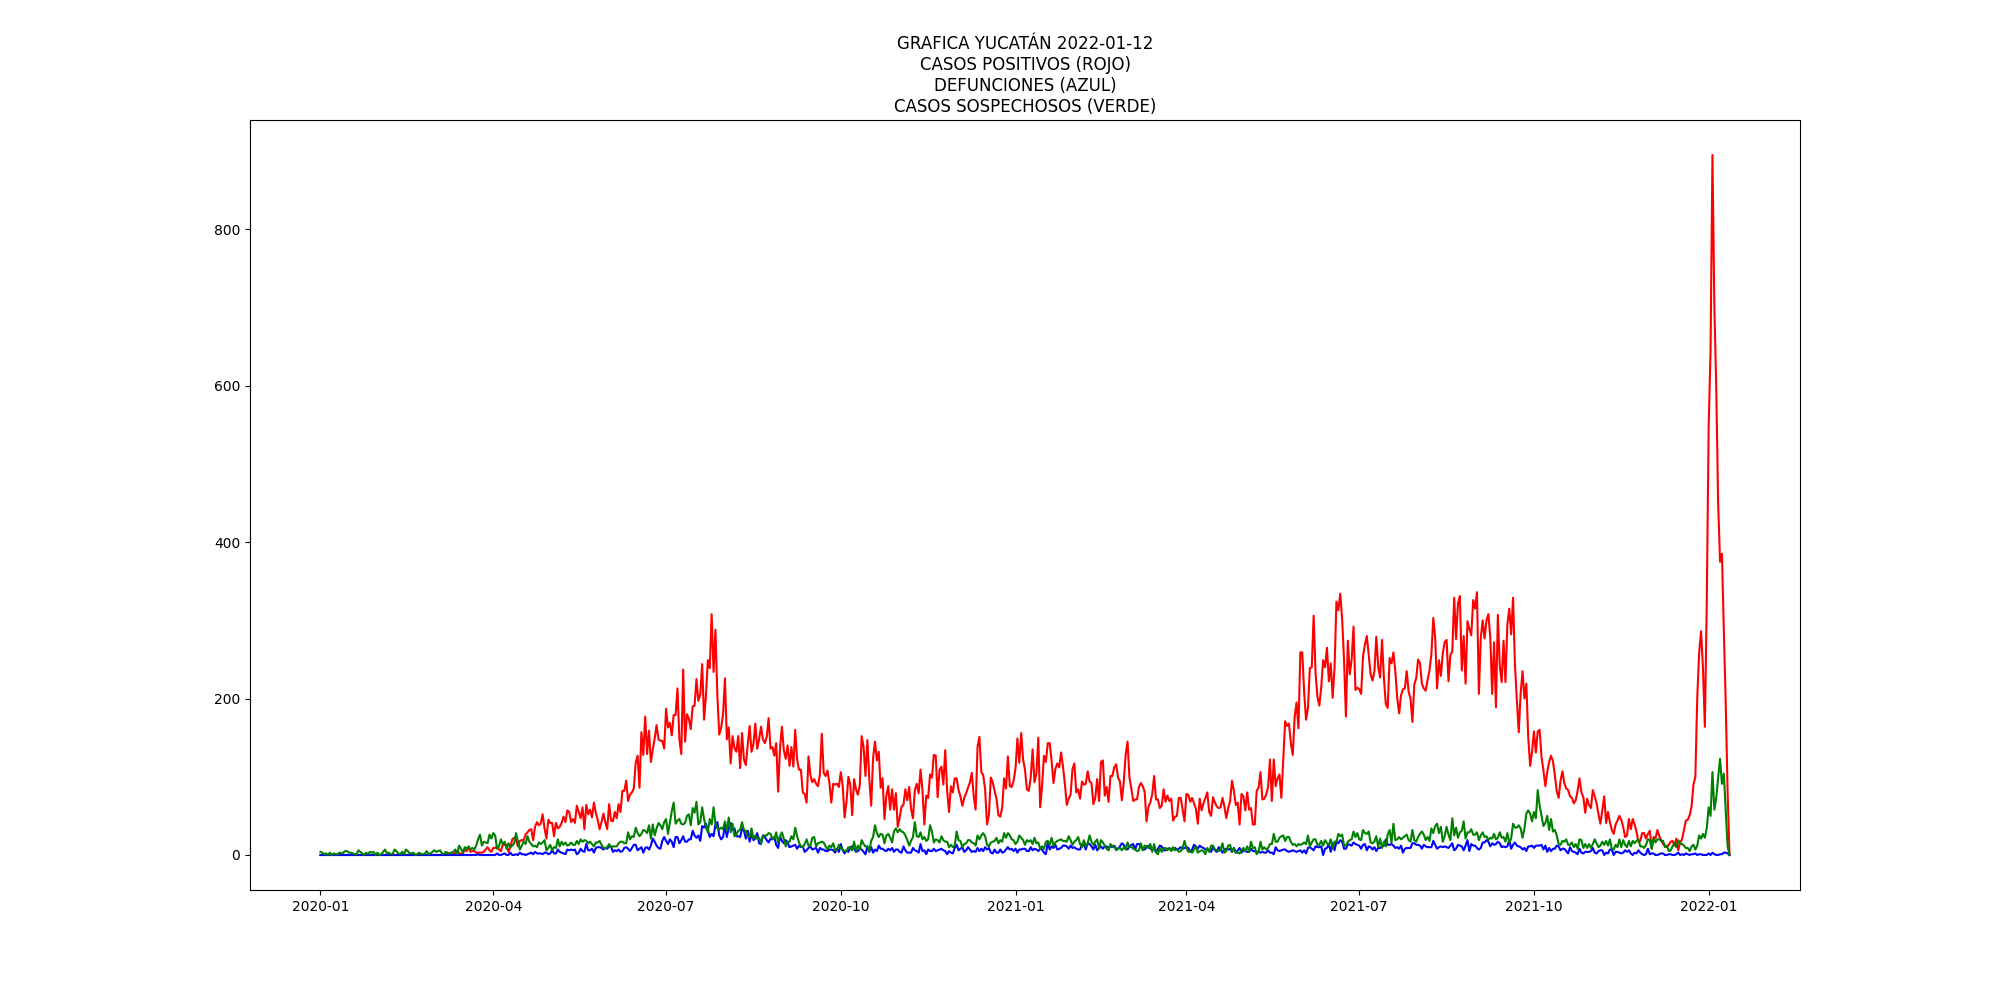 GRAFICA YUCATÁN 2022-01-12
CASOS POSITIVOS (ROJO)
DEFUNCIONES (AZUL)
CASOS SOSPECHOSOS (VERDE)
800
600
400
200
0
2020-01 2020-04 2020-07 2020-10 2021-01 2021-04 2021-07 2021-10 2022-01